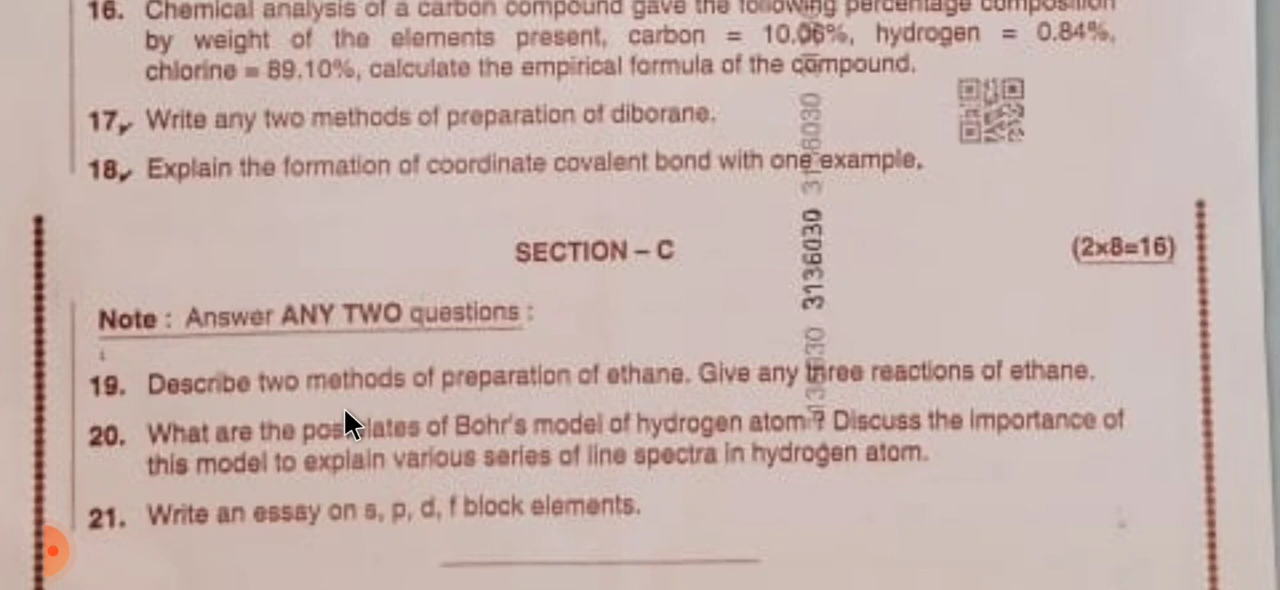 16. Chemical analysis of a carbon compound gave the following percentage composition
by weight of the elements present, carbon = 10.06%, hydrogen = 0.84%,
chlorine = 89.10%, calculate the empirical formula of the compound.
17. Write any two methods of preparation of diborane.
18. Explain the formation of coordinate covalent bond with one example.
SECTION – C (2x8=16)
Note : Answer ANY TWO questions :
19. Describe two methods of preparation of ethane. Give any three reactions of ethane.
20. What are the postulates of Bohr's model of hydrogen atom ? Discuss the importance of
this model to explain various series of line spectra in hydrogen atom.
21. Write an essay on s, p, d, f block elements.
3136030